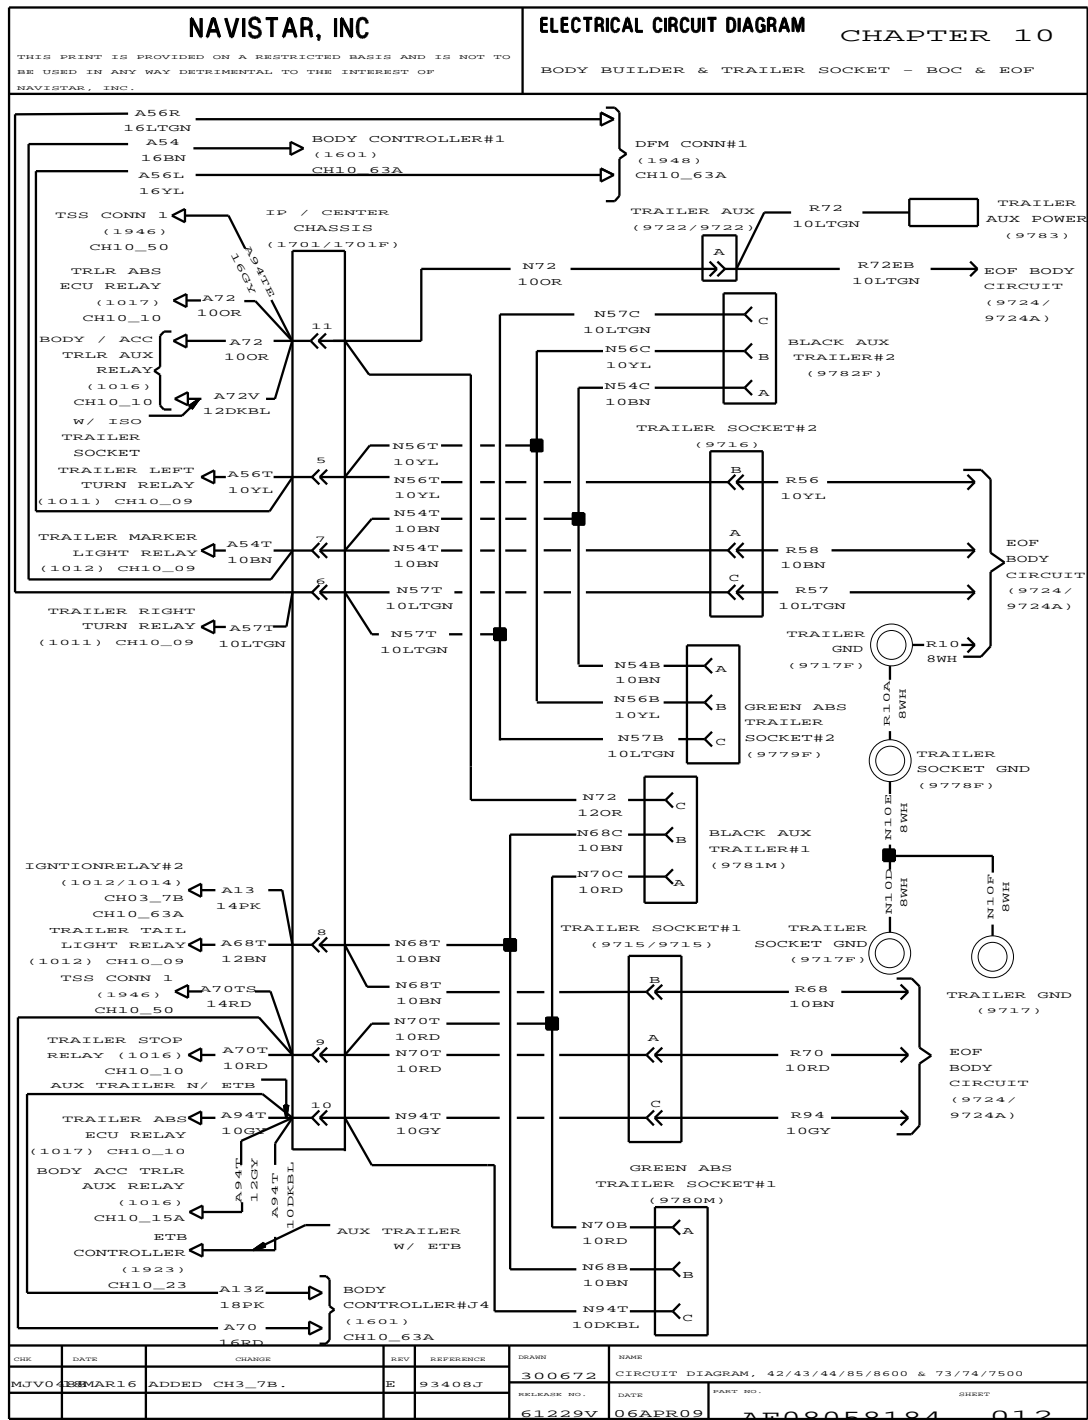 NAVISTAR, INC
THIS PRINT IS PROVIDED ON A RESTRICTED BASIS AND IS NOT TO
BE USED IN ANY WAY DETRIMENTAL TO THE INTEREST OF
NAVISTAR, INC.
ELECTRICAL CIRCUIT DIAGRAM
CHAPTER 10
BODY BUILDER & TRAILER SOCKET - BOC & EOF
A56R
16LTGN
A54
16BN
A56L
16YL
BODY CONTROLLER#1
(1601)
CH10_63A
DFM CONN#1
(1948)
CH10_63A
TSS CONN 1
(1946)
CH10_50
A94TE
16GY
IP / CENTER
CHASSIS
(1701/1701F)
TRAILER AUX
(9722/9722)
A
R72
10LTGN
TRAILER
AUX POWER
(9783)
N72
10OR
R72EB
10LTGN
EOF BODY
CIRCUIT
(9724/
9724A)
TRLR ABS
ECU RELAY
(1017)
CH10_10
A72
10OR
BODY / ACC
TRLR AUX
RELAY
(1016)
CH10_10
A72
10OR
A72V
12DKBL
W/ ISO
TRAILER
SOCKET
11
N57C
10LTGN
N56C
10YL
N54C
10BN
C
B
A
BLACK AUX
TRAILER#2
(9782F)
TRAILER SOCKET#2
(9716)
TRAILER LEFT
TURN RELAY
(1011) CH10_09
A56T
10YL
5
N56T
10YL
N56T
10YL
B
R56
10YL
TRAILER MARKER
LIGHT RELAY
(1012) CH10_09
A54T
10BN
7
N54T
10BN
N54T
10BN
A
R58
10BN
6
N57T
10LTGN
C
R57
10LTGN
EOF
BODY
CIRCUIT
(9724/
9724A)
TRAILER RIGHT
TURN RELAY
(1011) CH10_09
A57T
10LTGN
N57T
10LTGN
TRAILER
GND
(9717F)
R10
8WH
R10A
8WH
N54B
10BN
N56B
10YL
N57B
10LTGN
A
B
C
GREEN ABS
TRAILER
SOCKET#2
(9779F)
TRAILER
SOCKET GND
(9778F)
N10E
8WH
N72
12OR
N68C
10BN
N70C
10RD
C
B
A
BLACK AUX
TRAILER#1
(9781M)
N10D
8WH
N10F
8WH
IGNTIONRELAY#2
(1012/1014)
CH03_7B
CH10_63A
A13
14PK
TRAILER TAIL
LIGHT RELAY
(1012) CH10_09
A68T
12BN
8
N68T
10BN
TRAILER SOCKET#1
(9715/9715)
TRAILER
SOCKET GND
(9717F)
TRAILER GND
(9717)
TSS CONN 1
(1946)
CH10_50
A70TS
14RD
N68T
10BN
B
R68
10BN
TRAILER STOP
RELAY (1016)
CH10_10
A70T
10RD
9
N70T
10RD
N70T
10RD
A
R70
10RD
EOF
BODY
CIRCUIT
(9724/
9724A)
AUX TRAILER N/ ETB
TRAILER ABS
ECU RELAY
(1017) CH10_10
A94T
10GY
10
N94T
10GY
C
R94
10GY
BODY ACC TRLR
AUX RELAY
(1016)
CH10_15A
A94T
12GY
A94T
10DKBL
GREEN ABS
TRAILER SOCKET#1
(9780M)
ETB
CONTROLLER
(1923)
CH10_23
AUX TRAILER
W/ ETB
N70B
10RD
N68B
10BN
N94T
10DKBL
A
B
C
A13Z
18PK
A70
16RD
BODY
CONTROLLER#J4
(1601)
CH10_63A
CHK DATE CHANGE REV REFERENCE
ADDED CH3_7B. E 93408J
DRAWN
300672
NAME
CIRCUIT DIAGRAM, 42/43/44/85/8600 & 73/74/7500
RELEASE NO.
61229V
DATE
06APR09
PART NO.
AF08058184
SHEET
012